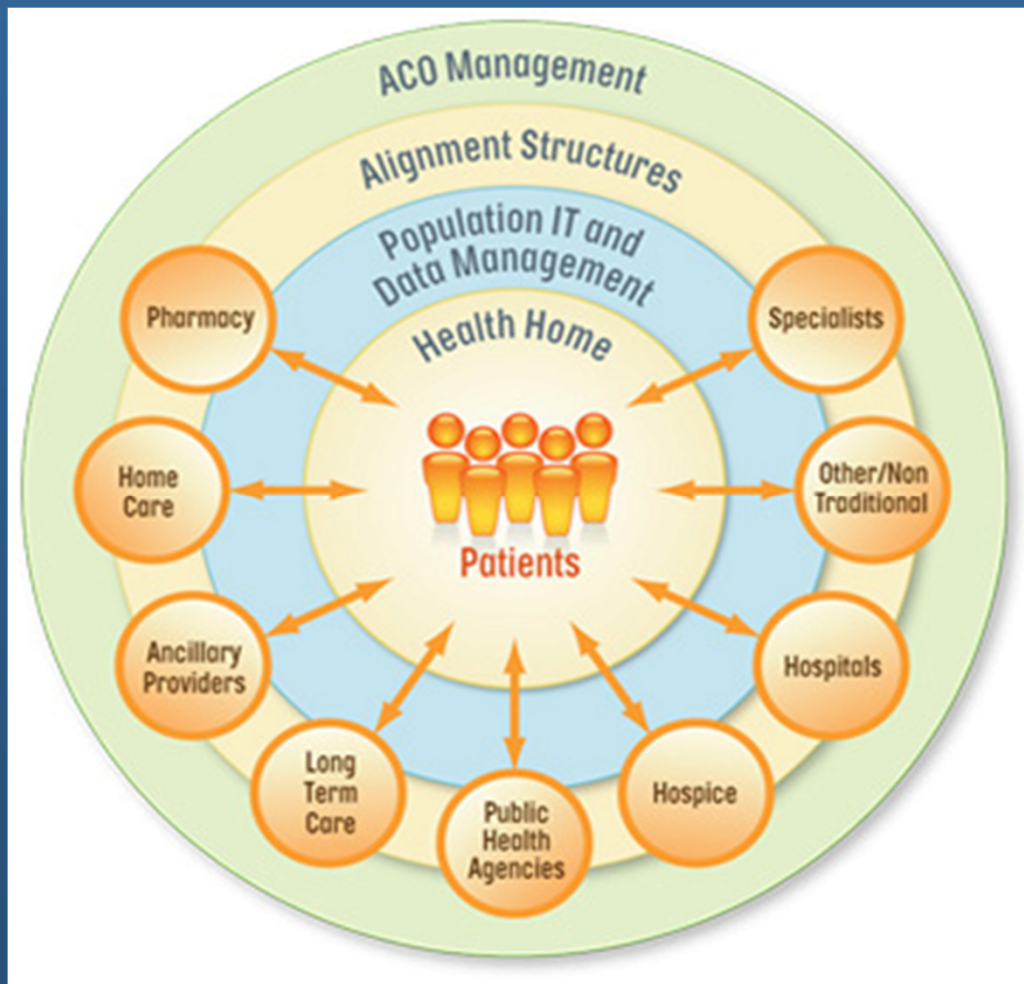 ACO Management
Alignment Structures
Population IT and
Data Management
Health Home
Pharmacy
Specialists
Home
Care
Other/Non
Traditional
Patients
Ancillary
Providers
Hospitals
Long
Term
Care
Hospice
Public
Health
Agencies